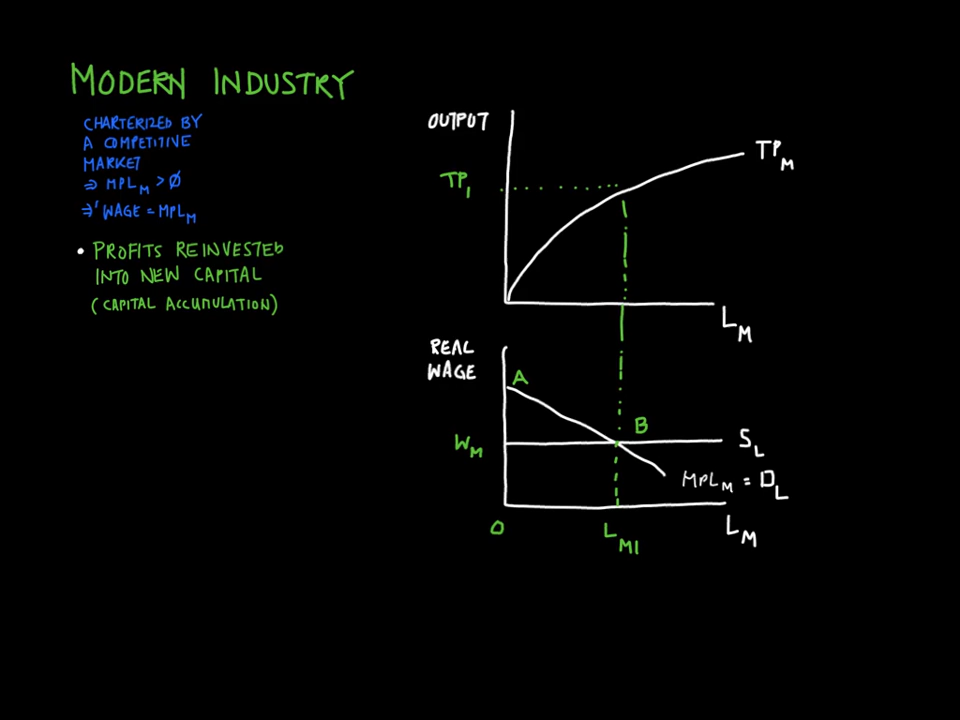 MODERN INDUSTRY
CHARTERIZED BY
A COMPETITIVE
MARKET
⇒ MPL_M > 0
⇒' WAGE = MPL_M
• PROFITS REINVESTED
INTO NEW CAPITAL
(CAPITAL ACCUMULATION)
OUTPUT
TP_M
TP_1
L_M
REAL
WAGE
A
B
W_M
S_L
MPL_M = D_L
O
L_M1
L_M